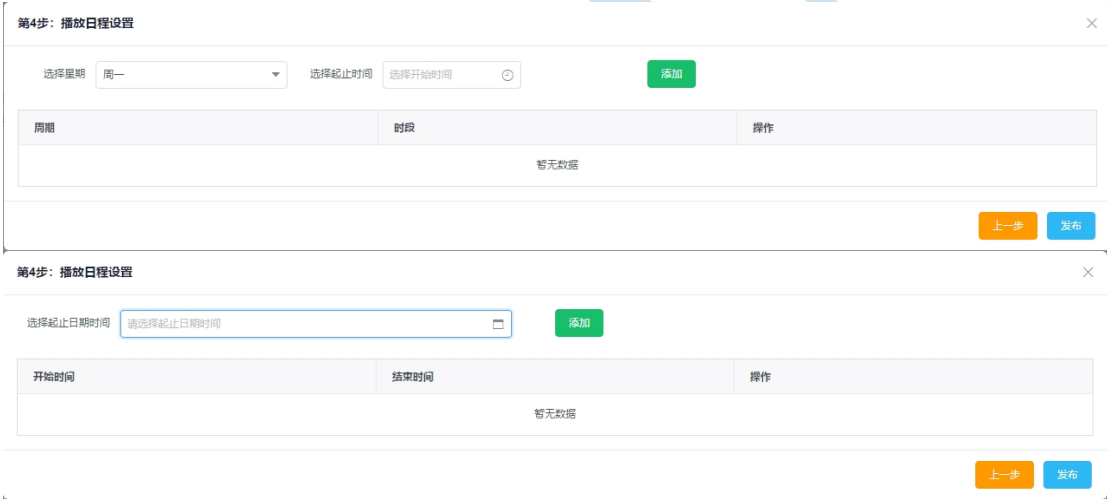 第4步：播放日程设置
选择星期 周一 选择起止时间 选择开始时间 添加
周期 时段 操作
暂无数据
上一步 发布
第4步：播放日程设置
选择起止日期时间 请选择起止日期时间 添加
开始时间 结束时间 操作
暂无数据
上一步 发布